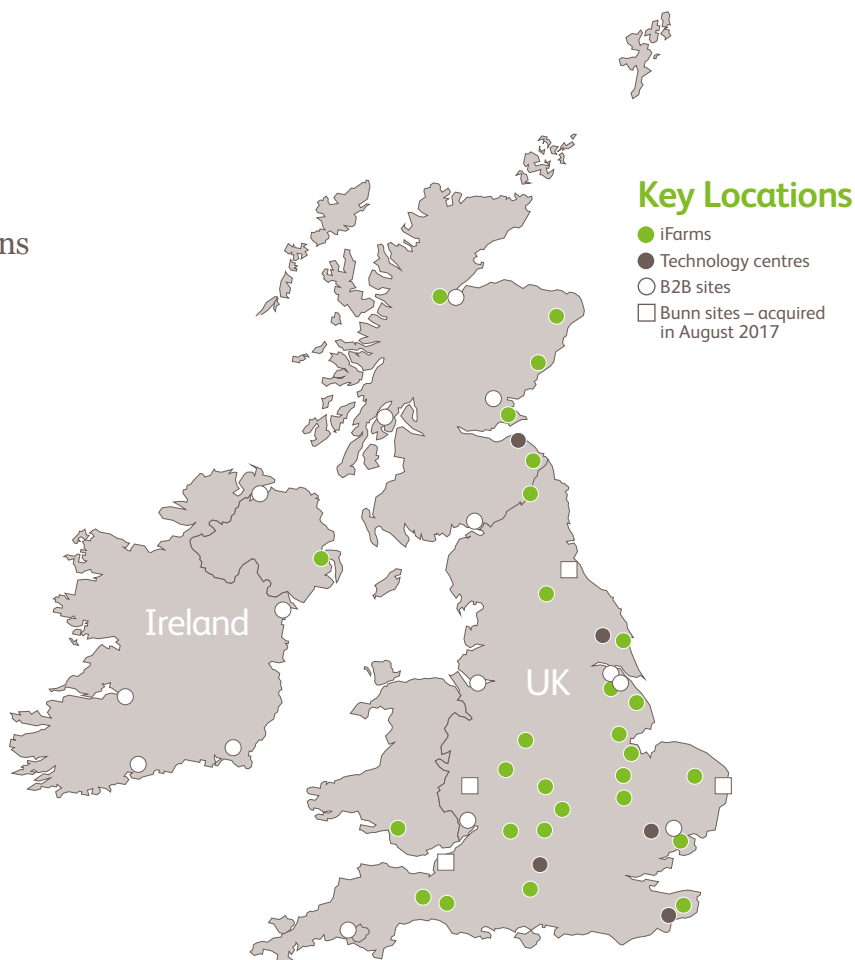 ns
Key Locations
iFarms
Technology centres
B2B sites
Bunn sites – acquired
in August 2017
Ireland
UK